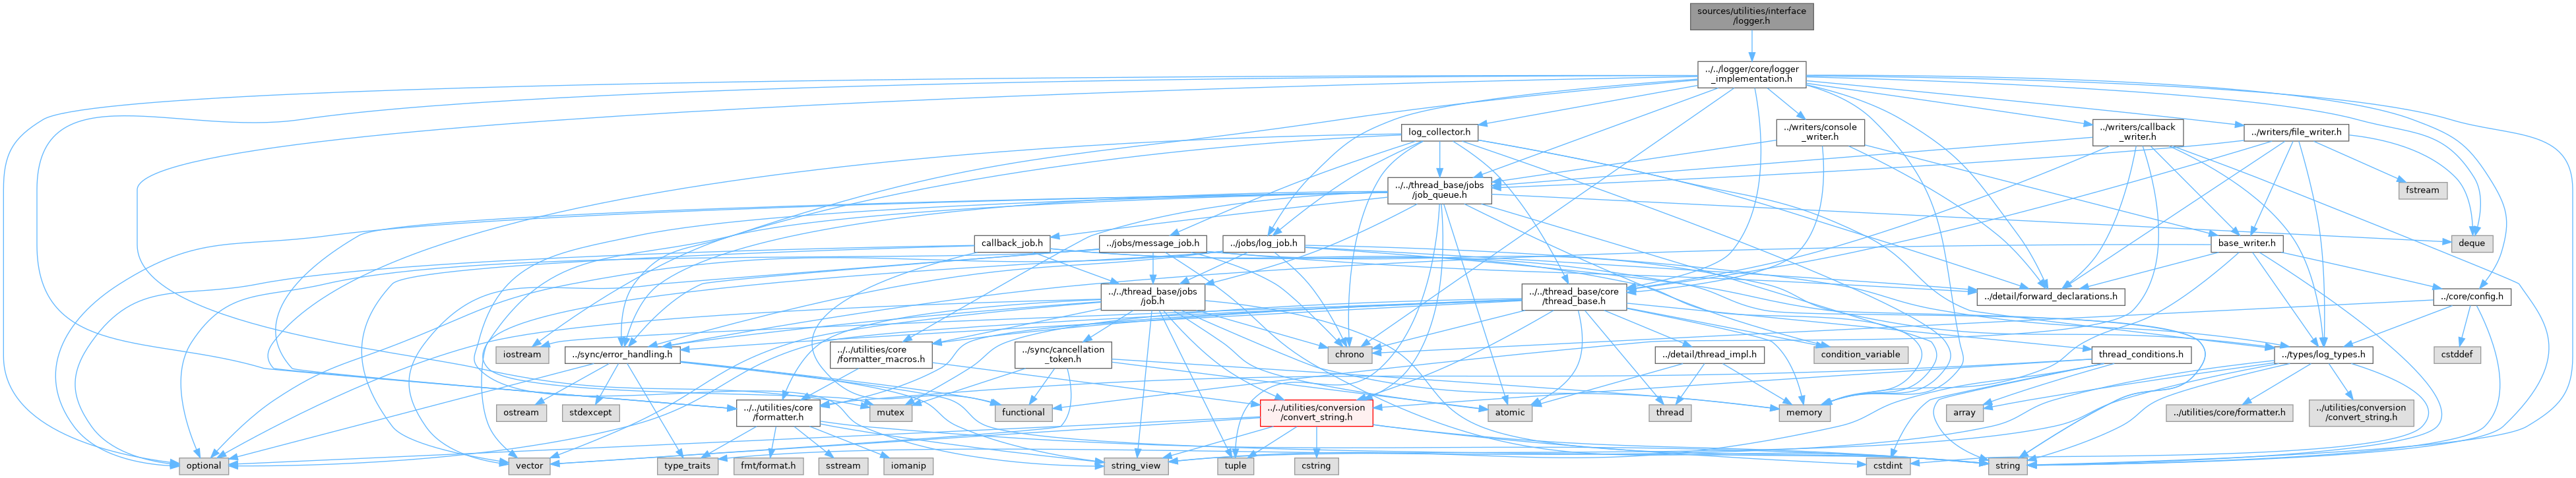 sources/utilities/interface
/logger.h
../../logger/core/logger
_implementation.h
log_collector.h
../writers/console
_writer.h
../writers/callback
_writer.h
../writers/file_writer.h
../../thread_base/jobs
/job_queue.h
fstream
callback_job.h
../jobs/message_job.h
../jobs/log_job.h
base_writer.h
deque
../../thread_base/jobs
/job.h
../../thread_base/core
/thread_base.h
../detail/forward_declarations.h
../core/config.h
iostream
../sync/error_handling.h
../../utilities/core
/formatter_macros.h
../sync/cancellation
_token.h
chrono
../detail/thread_impl.h
condition_variable
thread_conditions.h
../types/log_types.h
cstddef
ostream
stdexcept
../../utilities/core
/formatter.h
mutex
functional
../../utilities/conversion
/convert_string.h
atomic
thread
memory
array
../utilities/core/formatter.h
../utilities/conversion
/convert_string.h
optional
vector
type_traits
fmt/format.h
sstream
iomanip
string_view
tuple
cstring
cstdint
string